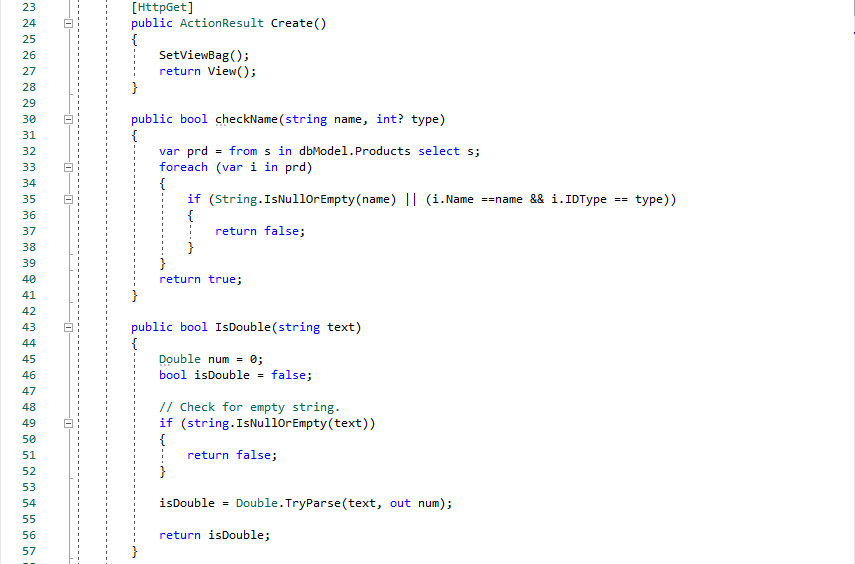 23 [HttpGet]
24 public ActionResult Create()
25 {
26 SetViewBag();
27 return View();
28 }
29
30 public bool checkName(string name, int? type)
31 {
32 var prd = from s in dbModel.Products select s;
33 foreach (var i in prd)
34 {
35 if (String.IsNullOrEmpty(name) || (i.Name ==name && i.IDType == type))
36 {
37 return false;
38 }
39 }
40 return true;
41 }
42
43 public bool IsDouble(string text)
44 {
45 Double num = 0;
46 bool isDouble = false;
47
48 // Check for empty string.
49 if (string.IsNullOrEmpty(text))
50 {
51 return false;
52 }
53
54 isDouble = Double.TryParse(text, out num);
55
56 return isDouble;
57 }